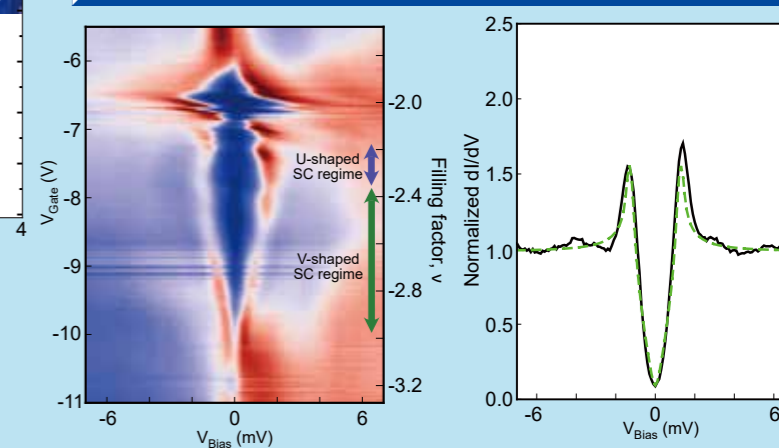 4
-6
-7
-8
-9
-10
-11
V_Gate (V)
-6
0
6
V_Bias (mV)
U-shaped
SC regime
V-shaped
SC regime
-2.0
-2.4
-2.8
-3.2
Filling factor, ν
2.5
2.0
1.5
1.0
0.5
0.0
Normalized dI/dV
-6
0
6
V_Bias (mV)